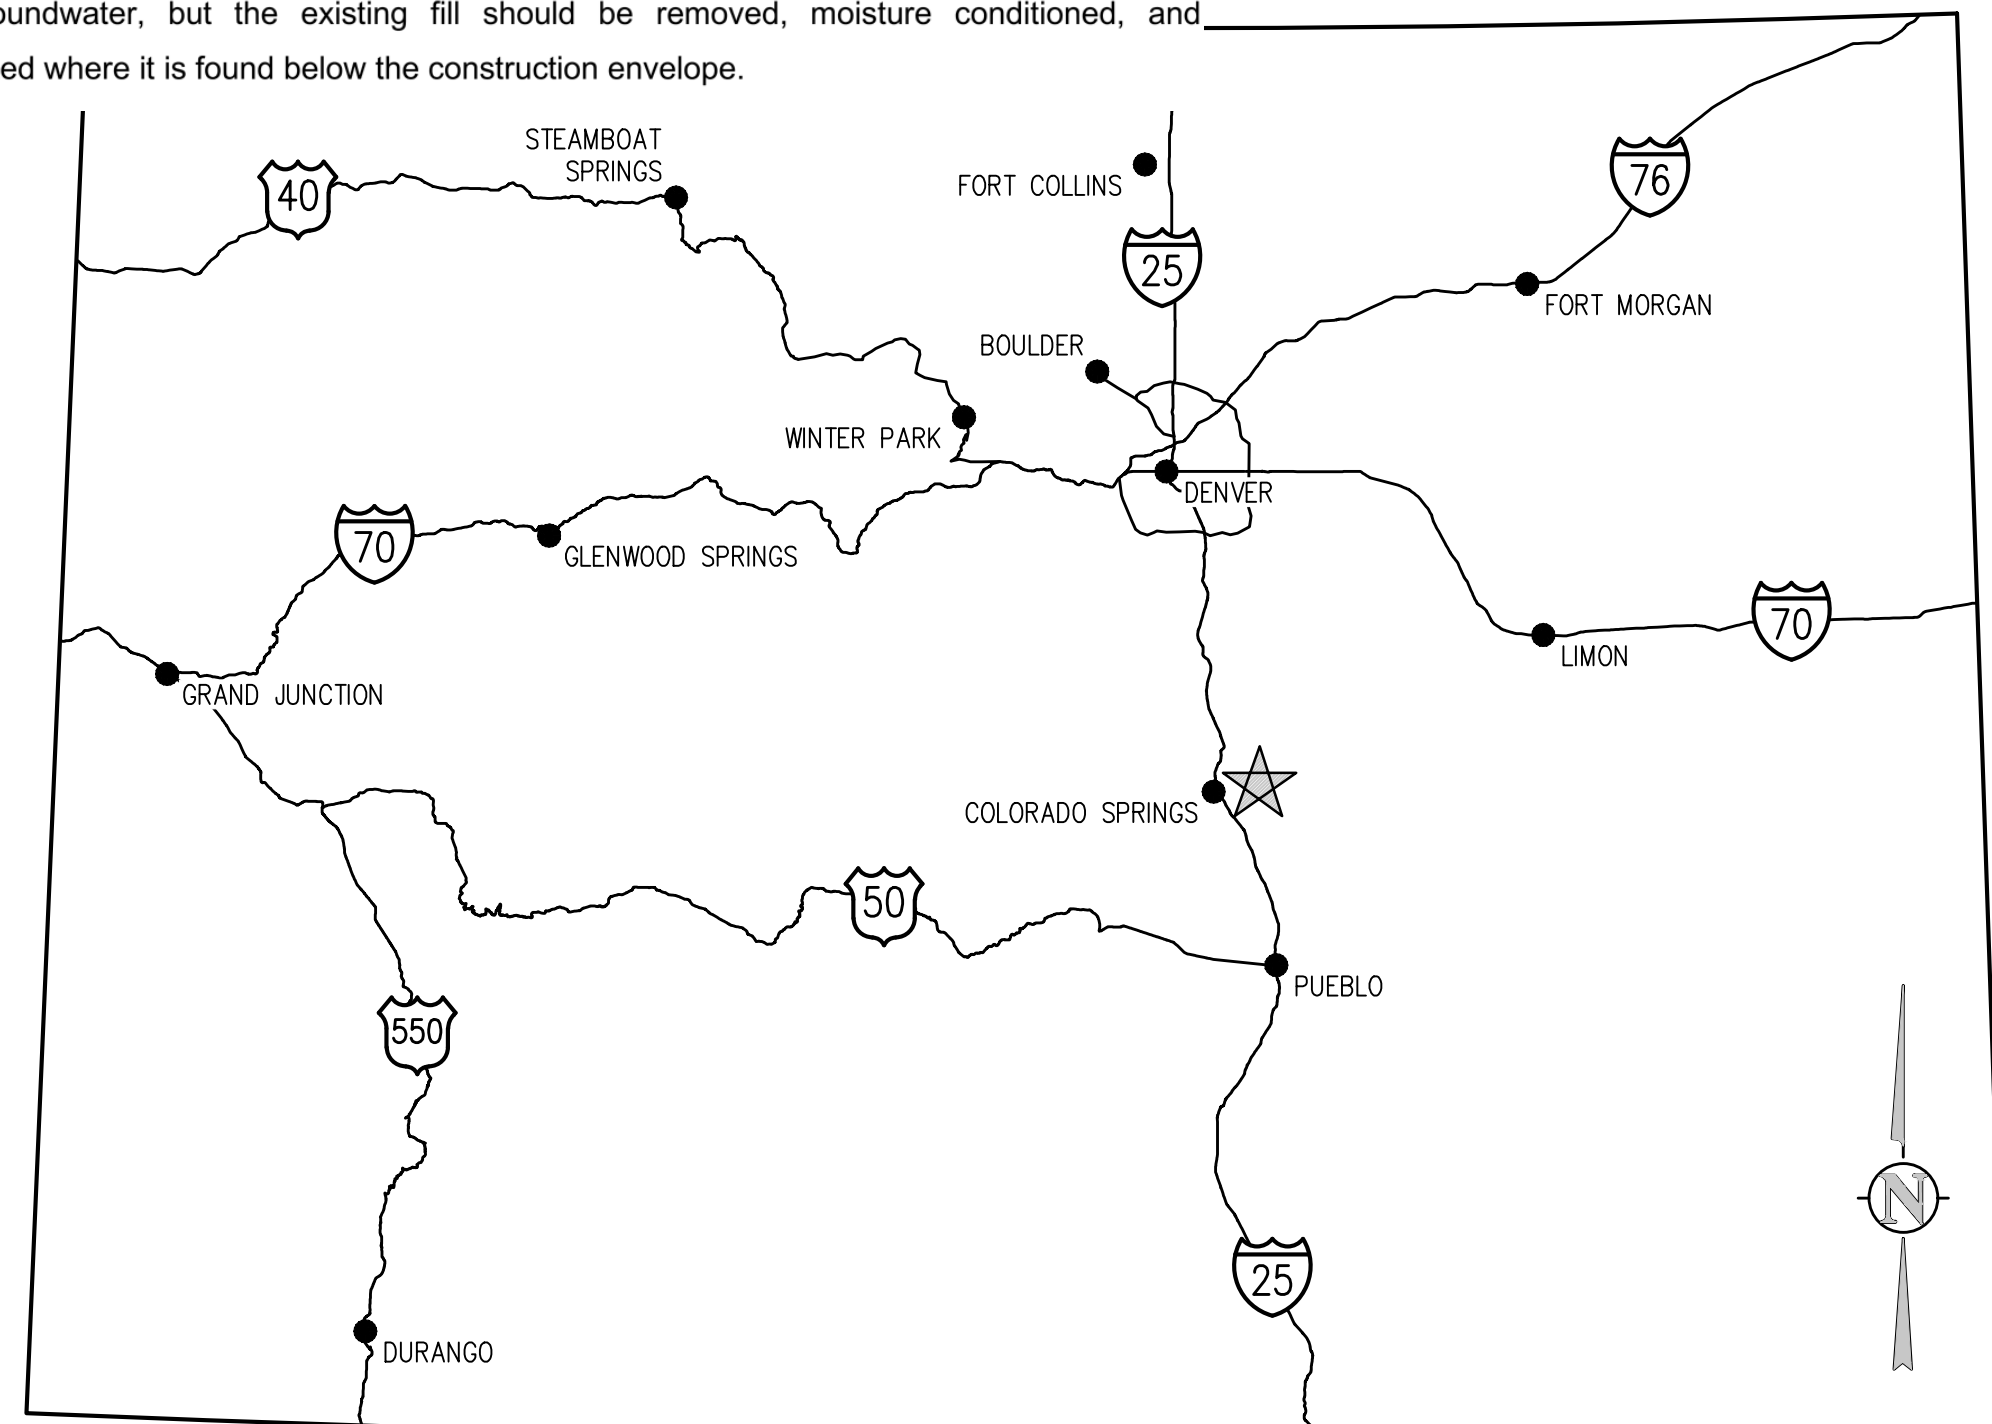 but the existing fill should be removed, moisture conditioned, and
where it is found below the construction envelope.
STEAMBOAT
SPRINGS
40
FORT COLLINS
76
25
FORT MORGAN
BOULDER
WINTER PARK
DENVER
70
GLENWOOD SPRINGS
70
LIMON
GRAND JUNCTION
COLORADO SPRINGS
50
PUEBLO
550
N
25
DURANGO